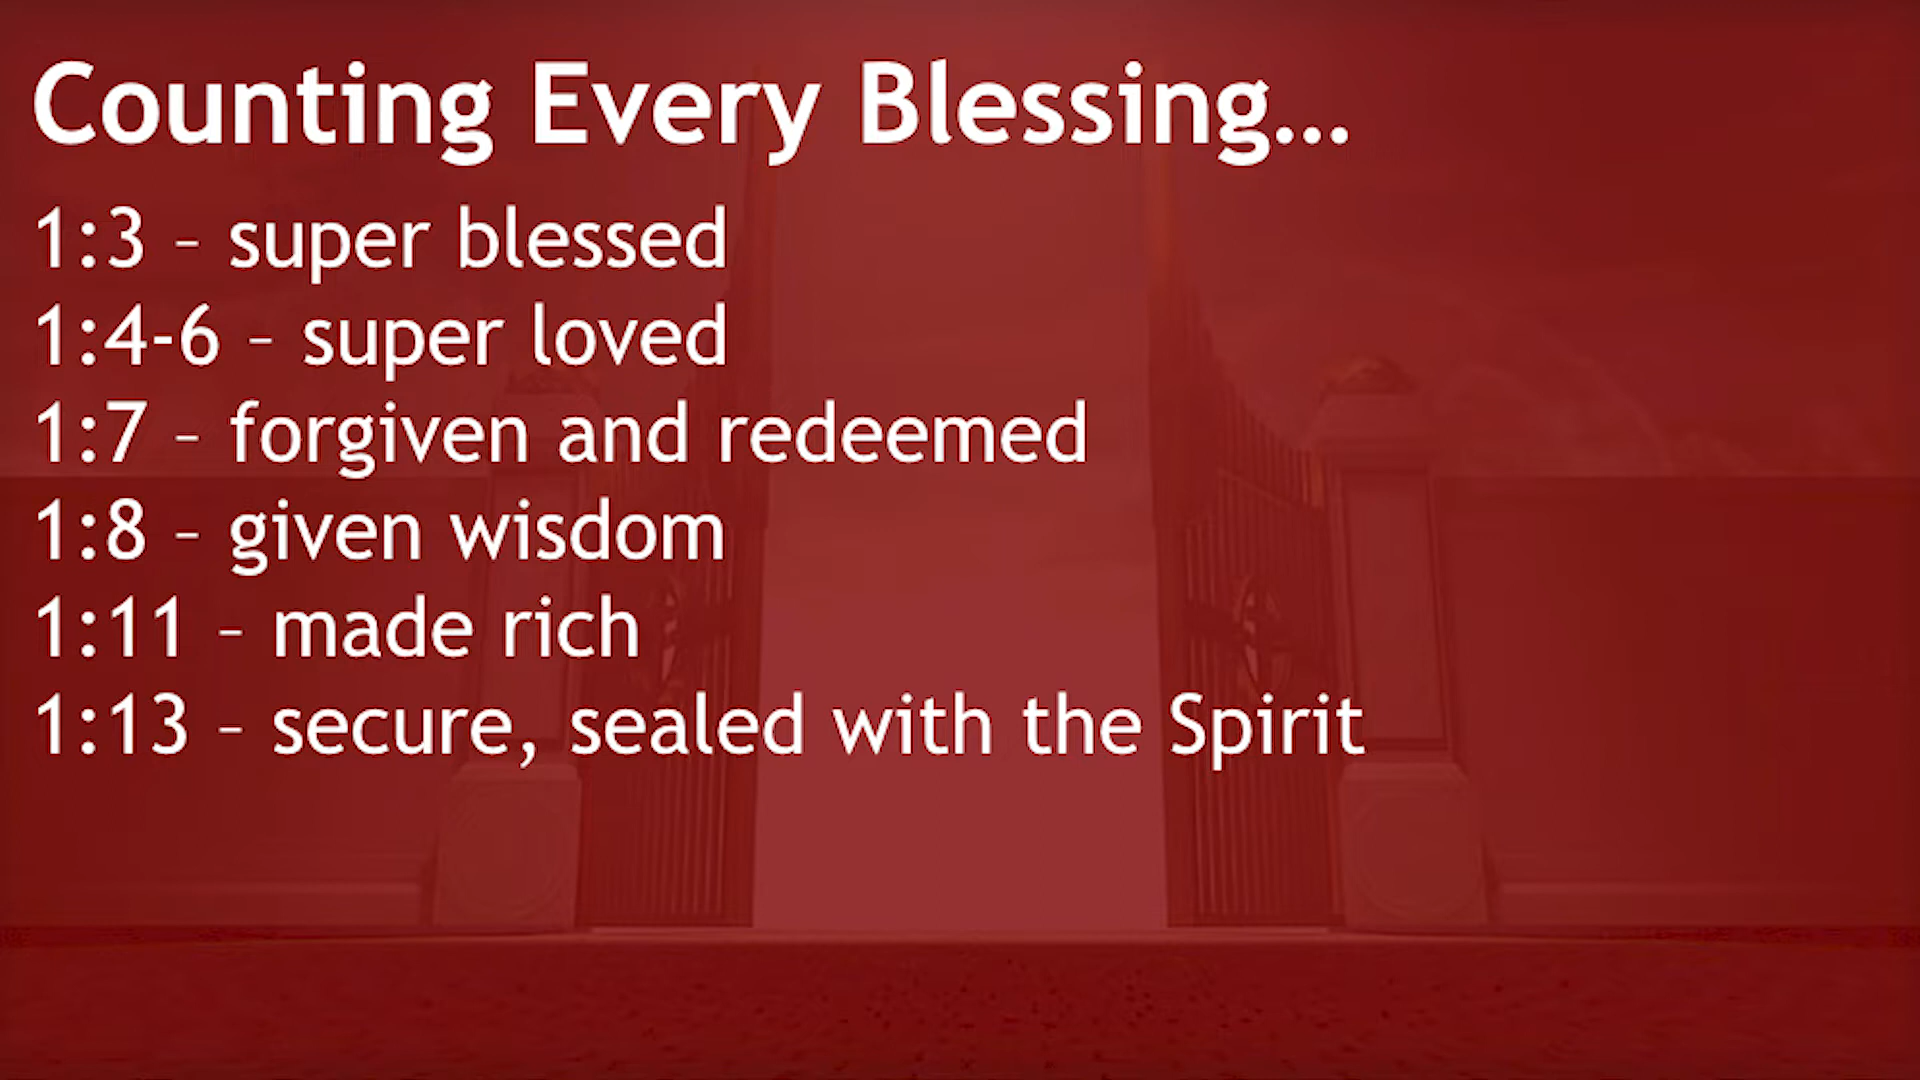 Counting Every Blessing...
1:3 – super blessed
1:4-6 – super loved
1:7 – forgiven and redeemed
1:8 – given wisdom
1:11 – made rich
1:13 – secure, sealed with the Spirit